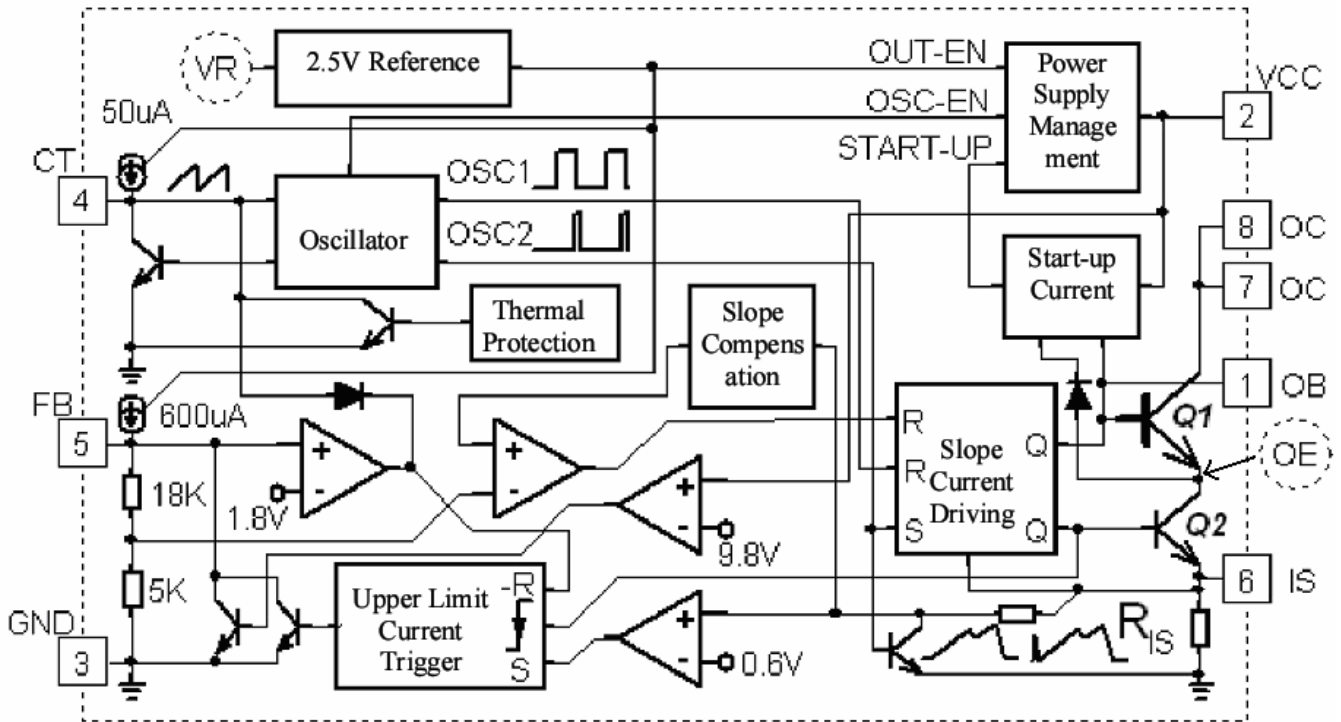 VR
2.5V Reference
OUT-EN
OSC-EN
START-UP
Power
Supply
Manage
ment
VCC
2
50uA
CT
4
OSC1
OSC2
Oscillator
Start-up
Current
8
OC
7
OC
1
OB
Thermal
Protection
Slope
Compens
ation
FB
5
600uA
18K
1.8V
+
-
+
-
+
-
9.8V
R
R
S
Slope
Current
Driving
Q
Q
Q1
OE
Q2
6
IS
5K
GND
3
Upper Limit
Current
Trigger
-R
S
+
-
0.6V
RIS